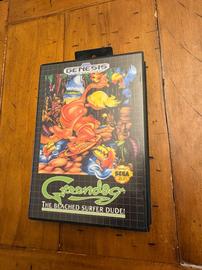 GENESIS
Greendog
THE BEACHED SURFER DUDE!
SEGA